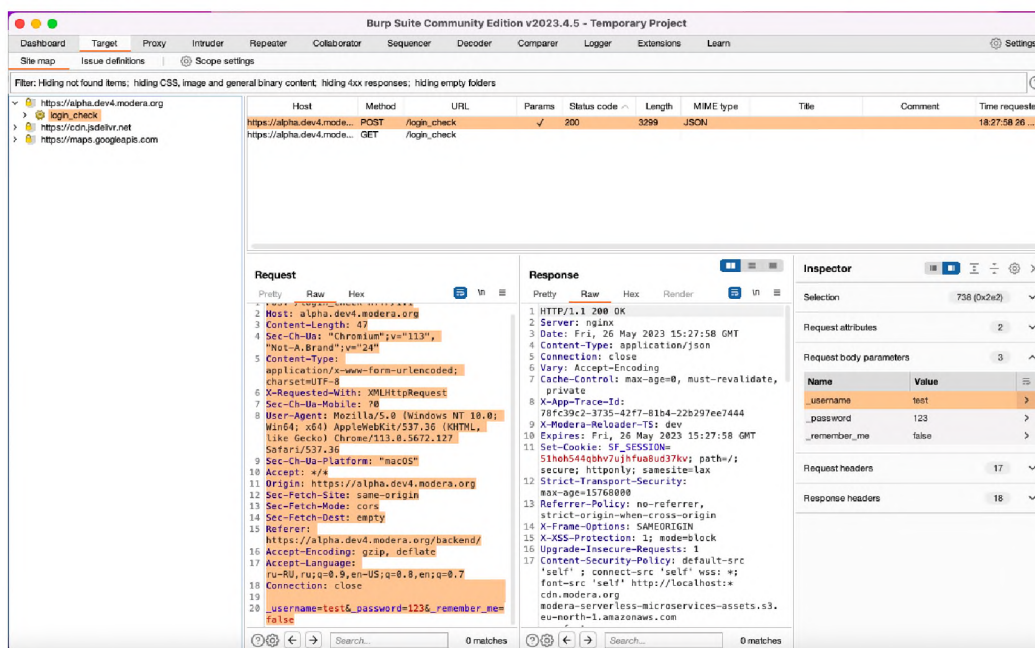 Burp Suite Community Edition v2023.4.5 - Temporary Project
Dashboard Target Proxy Intruder Repeater Collaborator Sequencer Decoder Comparer Logger Extensions Learn Settings
Site map Issue definitions Scope settings
Filter: Hiding not found items; hiding CSS, image and general binary content; hiding 4xx responses; hiding empty folders
https://alpha.dev4.modera.org
login_check
https://cdn.jsdelivr.net
https://maps.googleapis.com
Host Method URL Params Status code Length MIME type Title Comment Time requeste
https://alpha.dev4.mode... POST /login_check ✓ 200 3299 JSON 18:27:58 26 ...
https://alpha.dev4.mode... GET /login_check
Request
Pretty Raw Hex \n
2 Host: alpha.dev4.modera.org
3 Content-Length: 47
4 Sec-Ch-Ua: "Chromium";v="113",
"Not-A.Brand";v="24"
5 Content-Type:
application/x-www-form-urlencoded;
charset=UTF-8
6 X-Requested-With: XMLHttpRequest
7 Sec-Ch-Ua-Mobile: ?0
8 User-Agent: Mozilla/5.0 (Windows NT 10.0;
Win64; x64) AppleWebKit/537.36 (KHTML,
like Gecko) Chrome/113.0.5672.127
Safari/537.36
9 Sec-Ch-Ua-Platform: "macOS"
10 Accept: */*
11 Origin: https://alpha.dev4.modera.org
12 Sec-Fetch-Site: same-origin
13 Sec-Fetch-Mode: cors
14 Sec-Fetch-Dest: empty
15 Referer:
https://alpha.dev4.modera.org/backend/
16 Accept-Encoding: gzip, deflate
17 Accept-Language:
ru-RU,ru;q=0.9,en-US;q=0.8,en;q=0.7
18 Connection: close
19
20 _username=test&_password=123&_remember_me=
false
Search... 0 matches
Response
Pretty Raw Hex Render \n
1 HTTP/1.1 200 OK
2 Server: nginx
3 Date: Fri, 26 May 2023 15:27:58 GMT
4 Content-Type: application/json
5 Connection: close
6 Vary: Accept-Encoding
7 Cache-Control: max-age=0, must-revalidate,
private
8 X-App-Trace-Id:
78fc39c2-3735-42f7-81b4-22b297ee7444
9 X-Modera-Reloader-TS: dev
10 Expires: Fri, 26 May 2023 15:27:58 GMT
11 Set-Cookie: SF_SESSION=
51hoh544qbhv7ujhfua8ud37kv; path=/;
secure; httponly; samesite=lax
12 Strict-Transport-Security:
max-age=15768000
13 Referrer-Policy: no-referrer,
strict-origin-when-cross-origin
14 X-Frame-Options: SAMEORIGIN
15 X-XSS-Protection: 1; mode=block
16 Upgrade-Insecure-Requests: 1
17 Content-Security-Policy: default-src
'self' ; connect-src 'self' wss: *;
font-src 'self' http://localhost:*
cdn.modera.org
modera-serverless-microservices-assets.s3.
eu-north-1.amazonaws.com
Search... 0 matches
Inspector
Selection 738 (0x2e2)
Request attributes 2
Request body parameters 3
Name Value
_username test
_password 123
_remember_me false
Request headers 17
Response headers 18